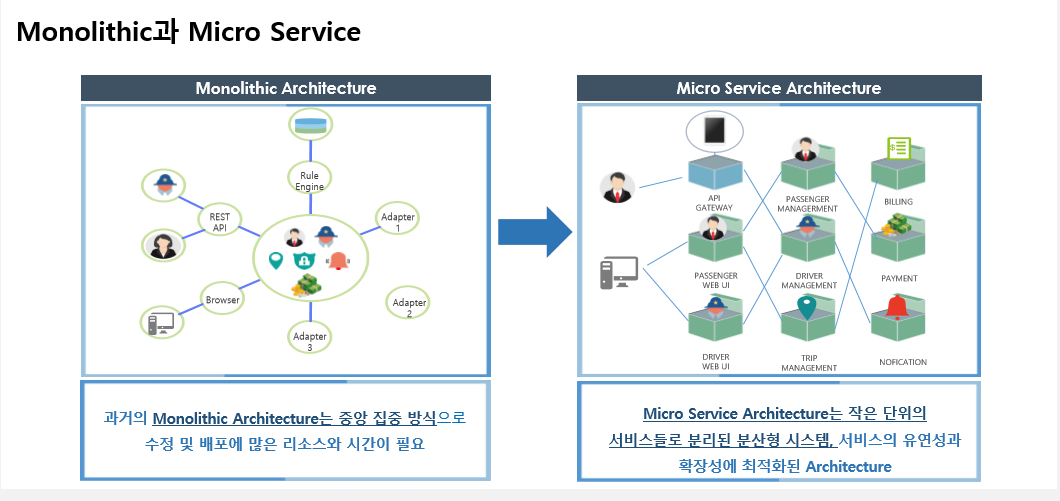 Monolithic과 Micro Service
Monolithic Architecture
Rule
Engine
REST
API
Adapter
1
Browser
Adapter
2
Adapter
3
과거의 Monolithic Architecture는 중앙 집중 방식으로
수정 및 배포에 많은 리소스와 시간이 필요
Micro Service Architecture
API
GATEWAY
PASSENGER
MANAGERMENT
BILLING
PASSENGER
WEB UI
DRIVER
MANAGEMENT
PAYMENT
DRIVER
WEB UI
TRIP
MANAGEMENT
NOFICATION
Micro Service Architecture는 작은 단위의
서비스들로 분리된 분산형 시스템, 서비스의 유연성과
확장성에 최적화된 Architecture